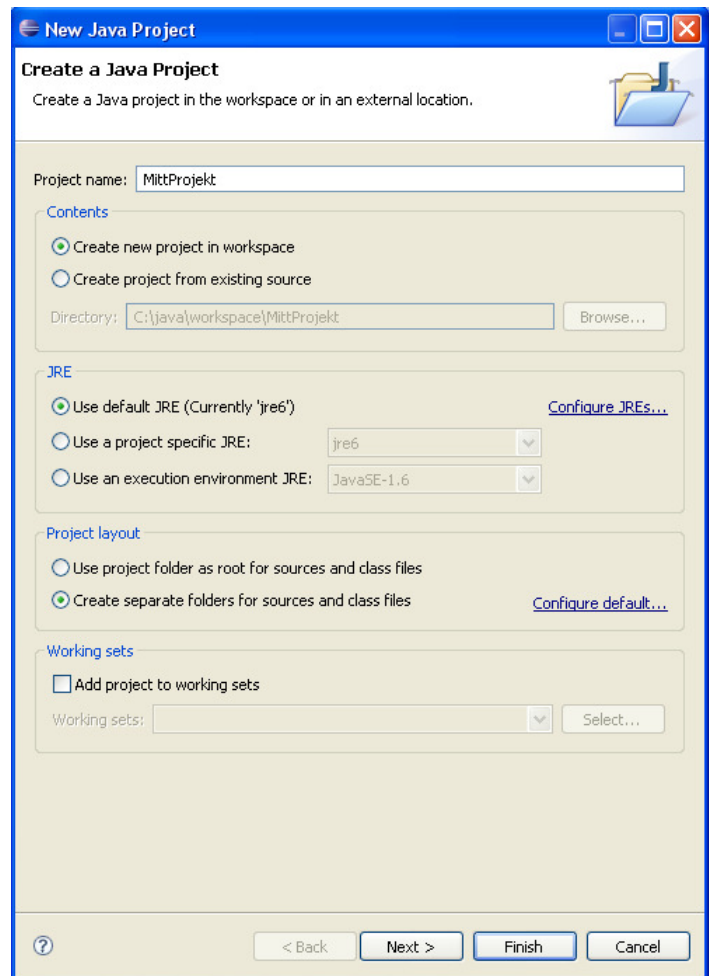 New Java Project
Create a Java Project
Create a Java project in the workspace or in an external location.
Project name: MittProjekt
Contents
Create new project in workspace
Create project from existing source
Directory: C:\java\workspace\MittProjekt Browse...
JRE
Use default JRE (Currently 'jre6') Configure JREs...
Use a project specific JRE: jre6
Use an execution environment JRE: JavaSE-1.6
Project layout
Use project folder as root for sources and class files
Create separate folders for sources and class files Configure default...
Working sets
Add project to working sets
Working sets: Select...
? < Back Next > Finish Cancel